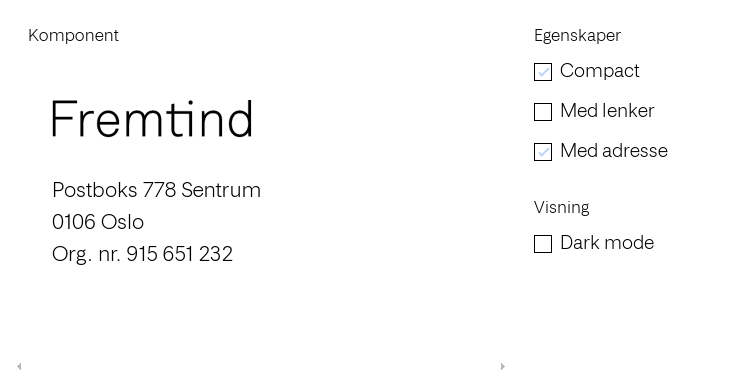 Komponent
Fremtind
Postboks 778 Sentrum
0106 Oslo
Org. nr. 915 651 232
Egenskaper
Compact
Med lenker
Med adresse
Visning
Dark mode